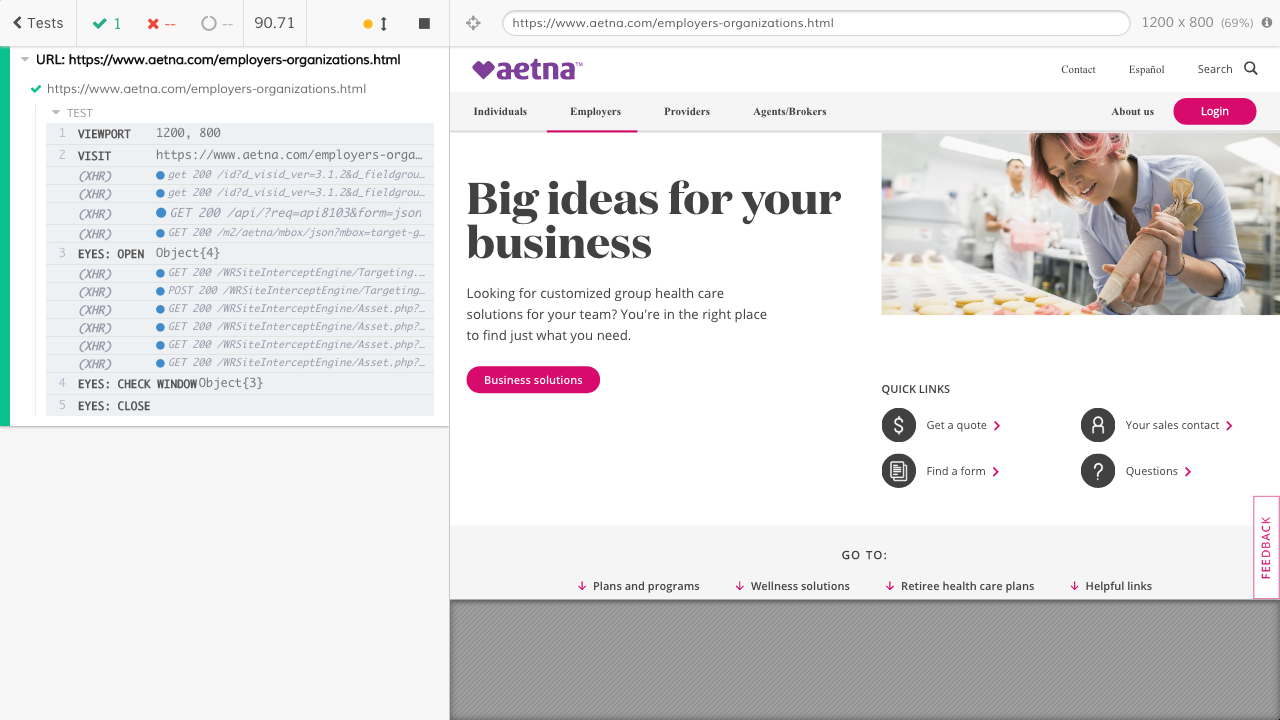 Tests
1
--
--
90.71
https://www.aetna.com/employers-organizations.html
1200 x 800 (69%)
URL: https://www.aetna.com/employers-organizations.html
https://www.aetna.com/employers-organizations.html
TEST
1 VIEWPORT 1200, 800
2 VISIT https://www.aetna.com/employers-orga...
(XHR) get 200 /id?d_visid_ver=3.1.2&d_fieldgrou...
(XHR) get 200 /id?d_visid_ver=3.1.2&d_fieldgrou...
(XHR) GET 200 /api/?req=api8103&form=json
(XHR) GET 200 /m2/aetna/mbox/json?mbox=target-g...
3 EYES: OPEN Object{4}
(XHR) GET 200 /WRSiteInterceptEngine/Targeting....
(XHR) POST 200 /WRSiteInterceptEngine/Targeting...
(XHR) GET 200 /WRSiteInterceptEngine/Asset.php?...
(XHR) GET 200 /WRSiteInterceptEngine/Asset.php?...
(XHR) GET 200 /WRSiteInterceptEngine/Asset.php?...
(XHR) GET 200 /WRSiteInterceptEngine/Asset.php?...
4 EYES: CHECK WINDOW Object{3}
5 EYES: CLOSE
aetna™
Contact Español Search
Individuals Employers Providers Agents/Brokers About us Login
Big ideas for your
business
Looking for customized group health care
solutions for your team? You're in the right place
to find just what you need.
Business solutions
QUICK LINKS
Get a quote
Your sales contact
Find a form
Questions
FEEDBACK
GO TO:
Plans and programs Wellness solutions Retiree health care plans Helpful links